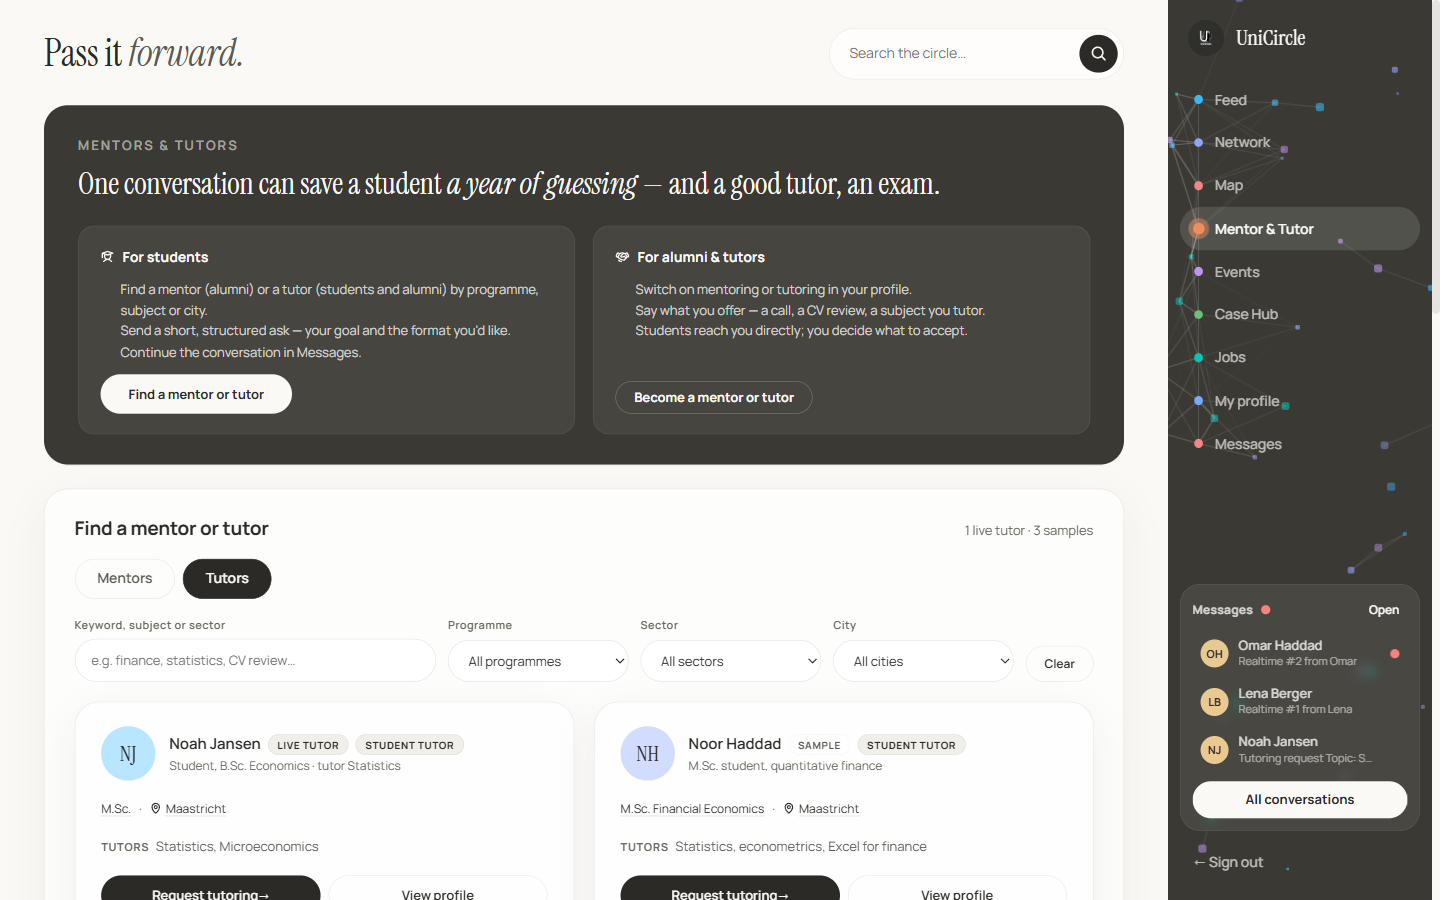 Pass it forward.
Search the circle...
MENTORS & TUTORS
One conversation can save a student a year of guessing — and a good tutor, an exam.
For students
Find a mentor (alumni) or a tutor (students and alumni) by programme,
subject or city.
Send a short, structured ask — your goal and the format you'd like.
Continue the conversation in Messages.
Find a mentor or tutor
For alumni & tutors
Switch on mentoring or tutoring in your profile.
Say what you offer — a call, a CV review, a subject you tutor.
Students reach you directly; you decide what to accept.
Become a mentor or tutor
Find a mentor or tutor
1 live tutor · 3 samples
Mentors
Tutors
Keyword, subject or sector
Programme
Sector
City
e.g. finance, statistics, CV review...
All programmes
All sectors
All cities
Clear
NJ
Noah Jansen
LIVE TUTOR
STUDENT TUTOR
Student, B.Sc. Economics · tutor Statistics
M.Sc. · Maastricht
TUTORS Statistics, Microeconomics
Request tutoring→
View profile
NH
Noor Haddad
SAMPLE
STUDENT TUTOR
M.Sc. student, quantitative finance
M.Sc. Financial Economics · Maastricht
TUTORS Statistics, econometrics, Excel for finance
Request tutoring→
View profile
UniCircle
Feed
Network
Map
Mentor & Tutor
Events
Case Hub
Jobs
My profile
Messages
Messages
Open
OH
Omar Haddad
Realtime #2 from Omar
LB
Lena Berger
Realtime #1 from Lena
NJ
Noah Jansen
Tutoring request Topic: S...
All conversations
← Sign out